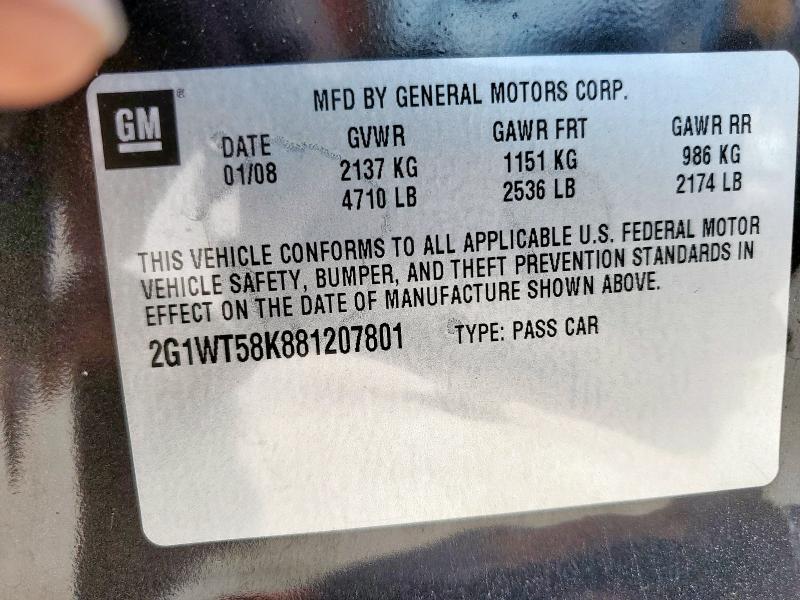 GM ®
MFD BY GENERAL MOTORS CORP.
DATE GVWR GAWR FRT GAWR RR
01/08 2137 KG 1151 KG 986 KG
4710 LB 2536 LB 2174 LB
THIS VEHICLE CONFORMS TO ALL APPLICABLE U.S. FEDERAL MOTOR
VEHICLE SAFETY, BUMPER, AND THEFT PREVENTION STANDARDS IN
EFFECT ON THE DATE OF MANUFACTURE SHOWN ABOVE.
2G1WT58K881207801 TYPE: PASS CAR